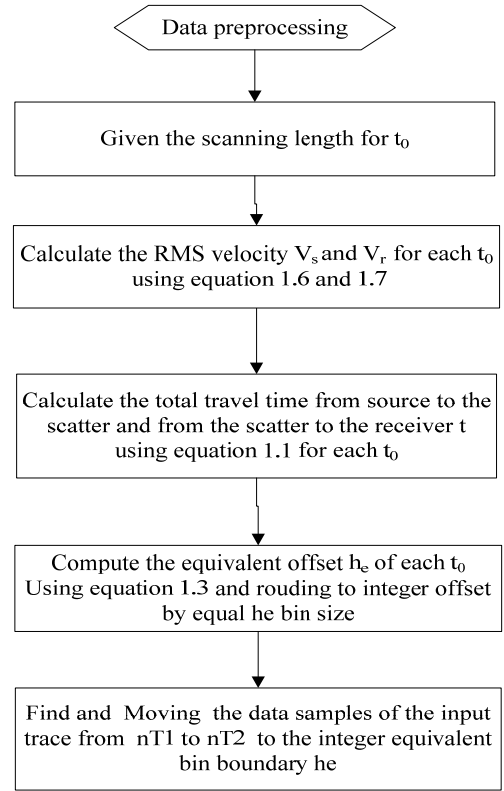 Data preprocessing
Given the scanning length for t₀
Calculate the RMS velocity Vₛ and Vᵣ for each t₀
using equation 1.6 and 1.7
Calculate the total travel time from source to the
scatter and from the scatter to the receiver t
using equation 1.1 for each t₀
Compute the equivalent offset hₑ of each t₀
Using equation 1.3 and rouding to integer offset
by equal he bin size
Find and Moving the data samples of the input
trace from nT1 to nT2 to the integer equivalent
bin boundary he